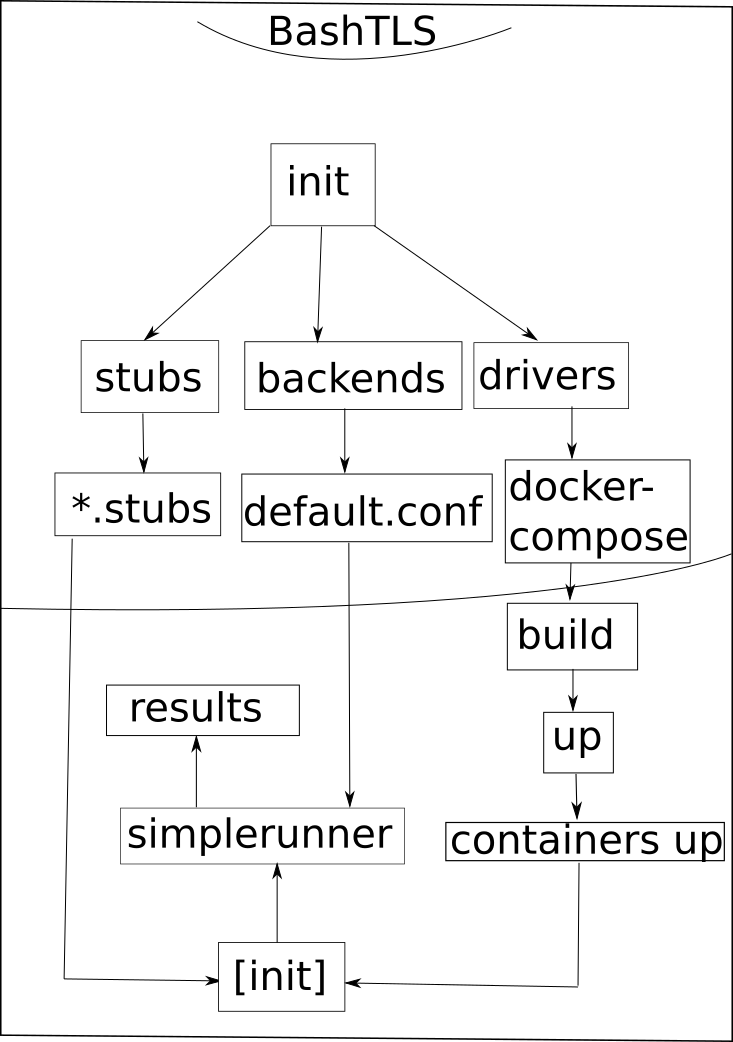 BashTLS
init
stubs
backends
drivers
*.stubs
default.conf
docker-
compose
build
results
up
simplerunner
containers up
[init]